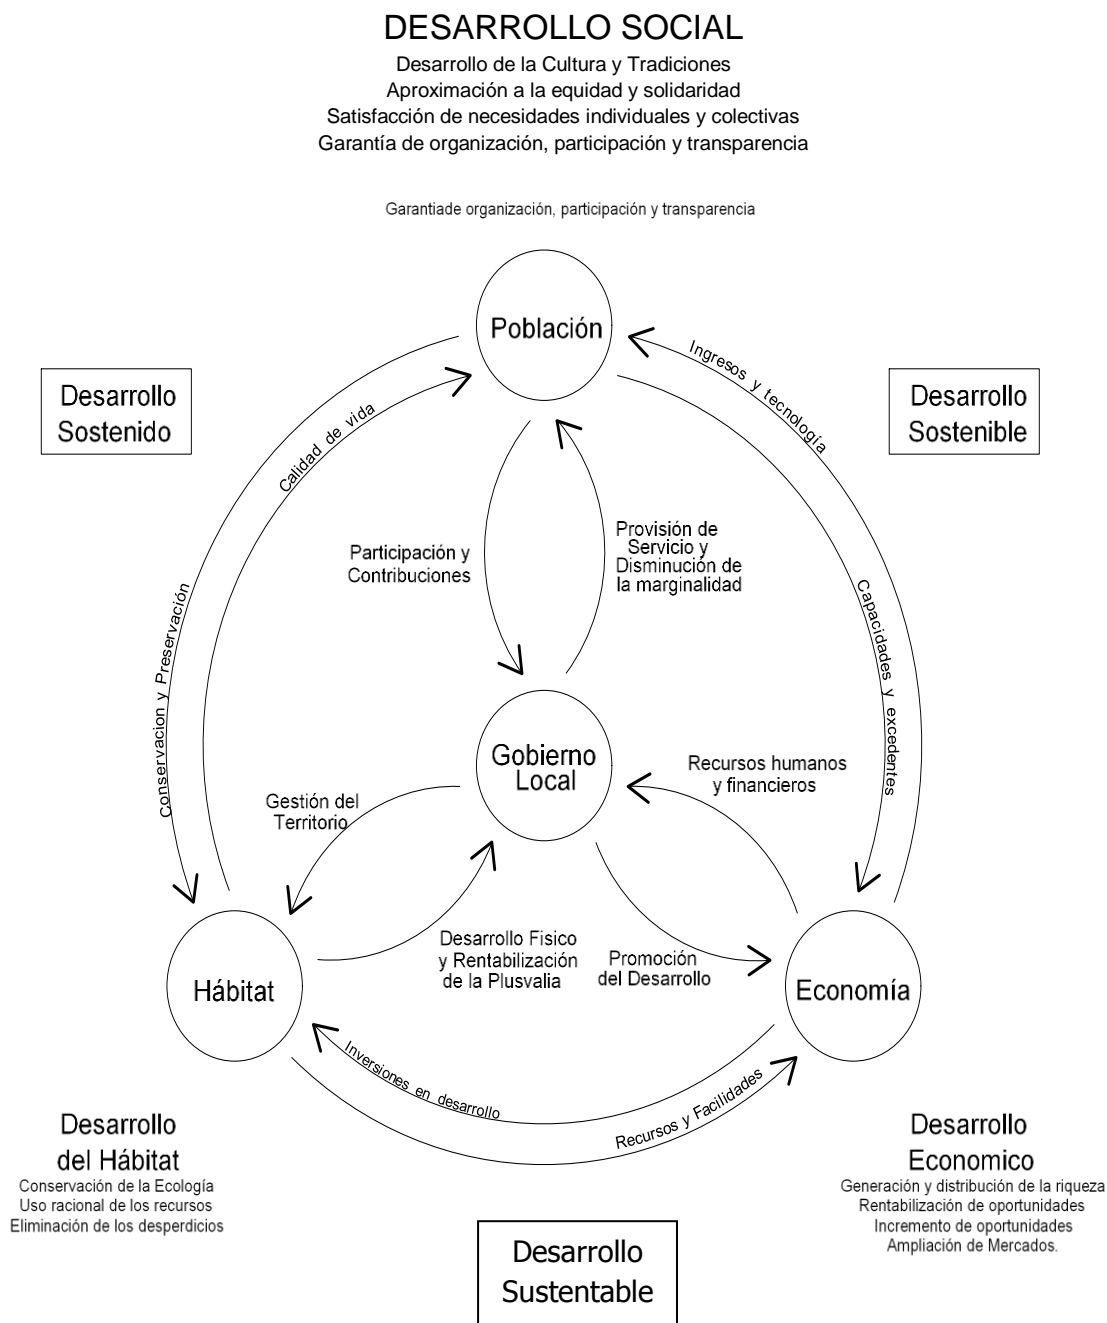 DESARROLLO SOCIAL
Desarrollo de la Cultura y Tradiciones
Aproximación a la equidad y solidaridad
Satisfacción de necesidades individuales y colectivas
Garantía de organización, participación y transparencia
Garantiade organización, participación y transparencia
Población
Desarrollo
Sostenido
Desarrollo
Sostenible
Ingresos y tecnología
Calidad de vida
Participación y
Contribuciones
Provisión de
Servicio y
Disminución de
la marginalidad
Conservacion y Preservación
Capacidades y excedentes
Gobierno
Local
Recursos humanos
y financieros
Gestión del
Territorio
Desarrollo Fisico
y Rentabilización
de la Plusvalia
Promoción
del Desarrollo
Hábitat
Economía
Inversiones en desarrollo
Recursos y Facilidades
Desarrollo
del Hábitat
Conservación de la Ecología
Uso racional de los recursos
Eliminación de los desperdicios
Desarrollo
Economico
Generación y distribución de la riqueza
Rentabilización de oportunidades
Incremento de oportunidades
Ampliación de Mercados.
Desarrollo
Sustentable